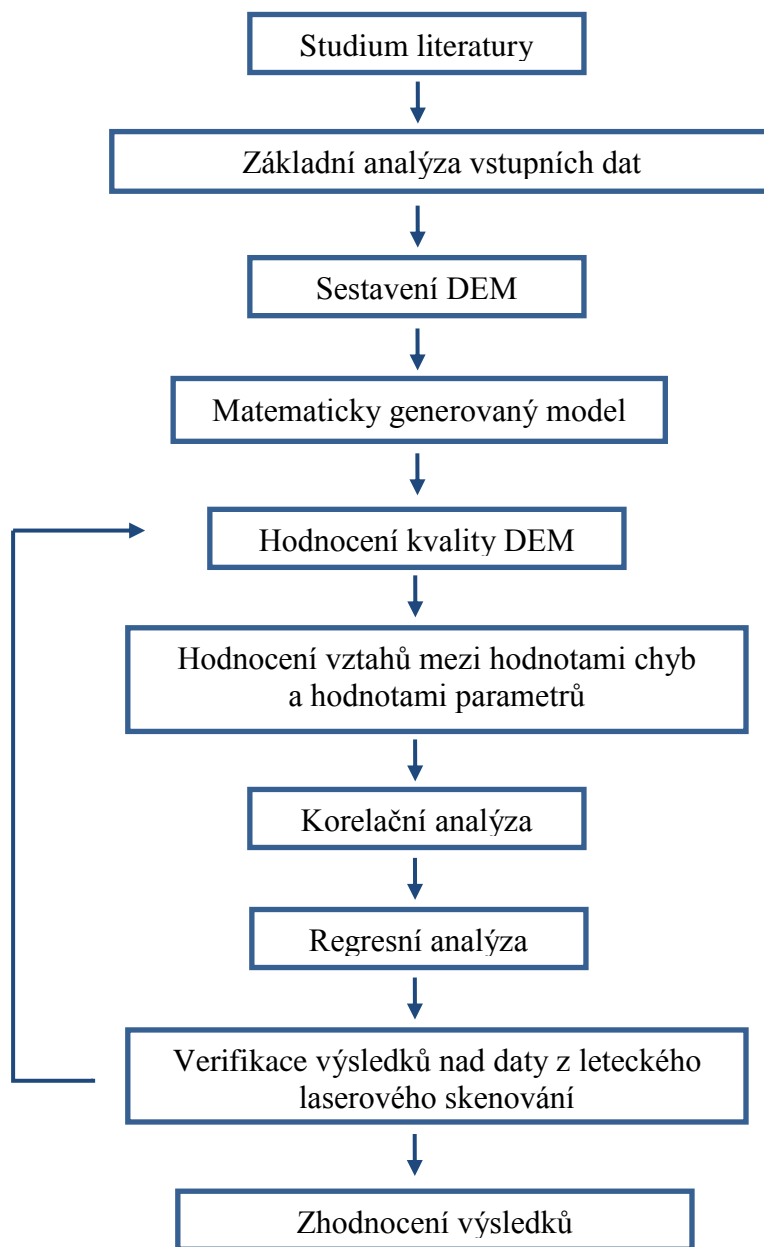 Studium literatury
Základní analýza vstupních dat
Sestavení DEM
Matematicky generovaný model
Hodnocení kvality DEM
Hodnocení vztahů mezi hodnotami chyb
a hodnotami parametrů
Korelační analýza
Regresní analýza
Verifikace výsledků nad daty z leteckého
laserového skenování
Zhodnocení výsledků